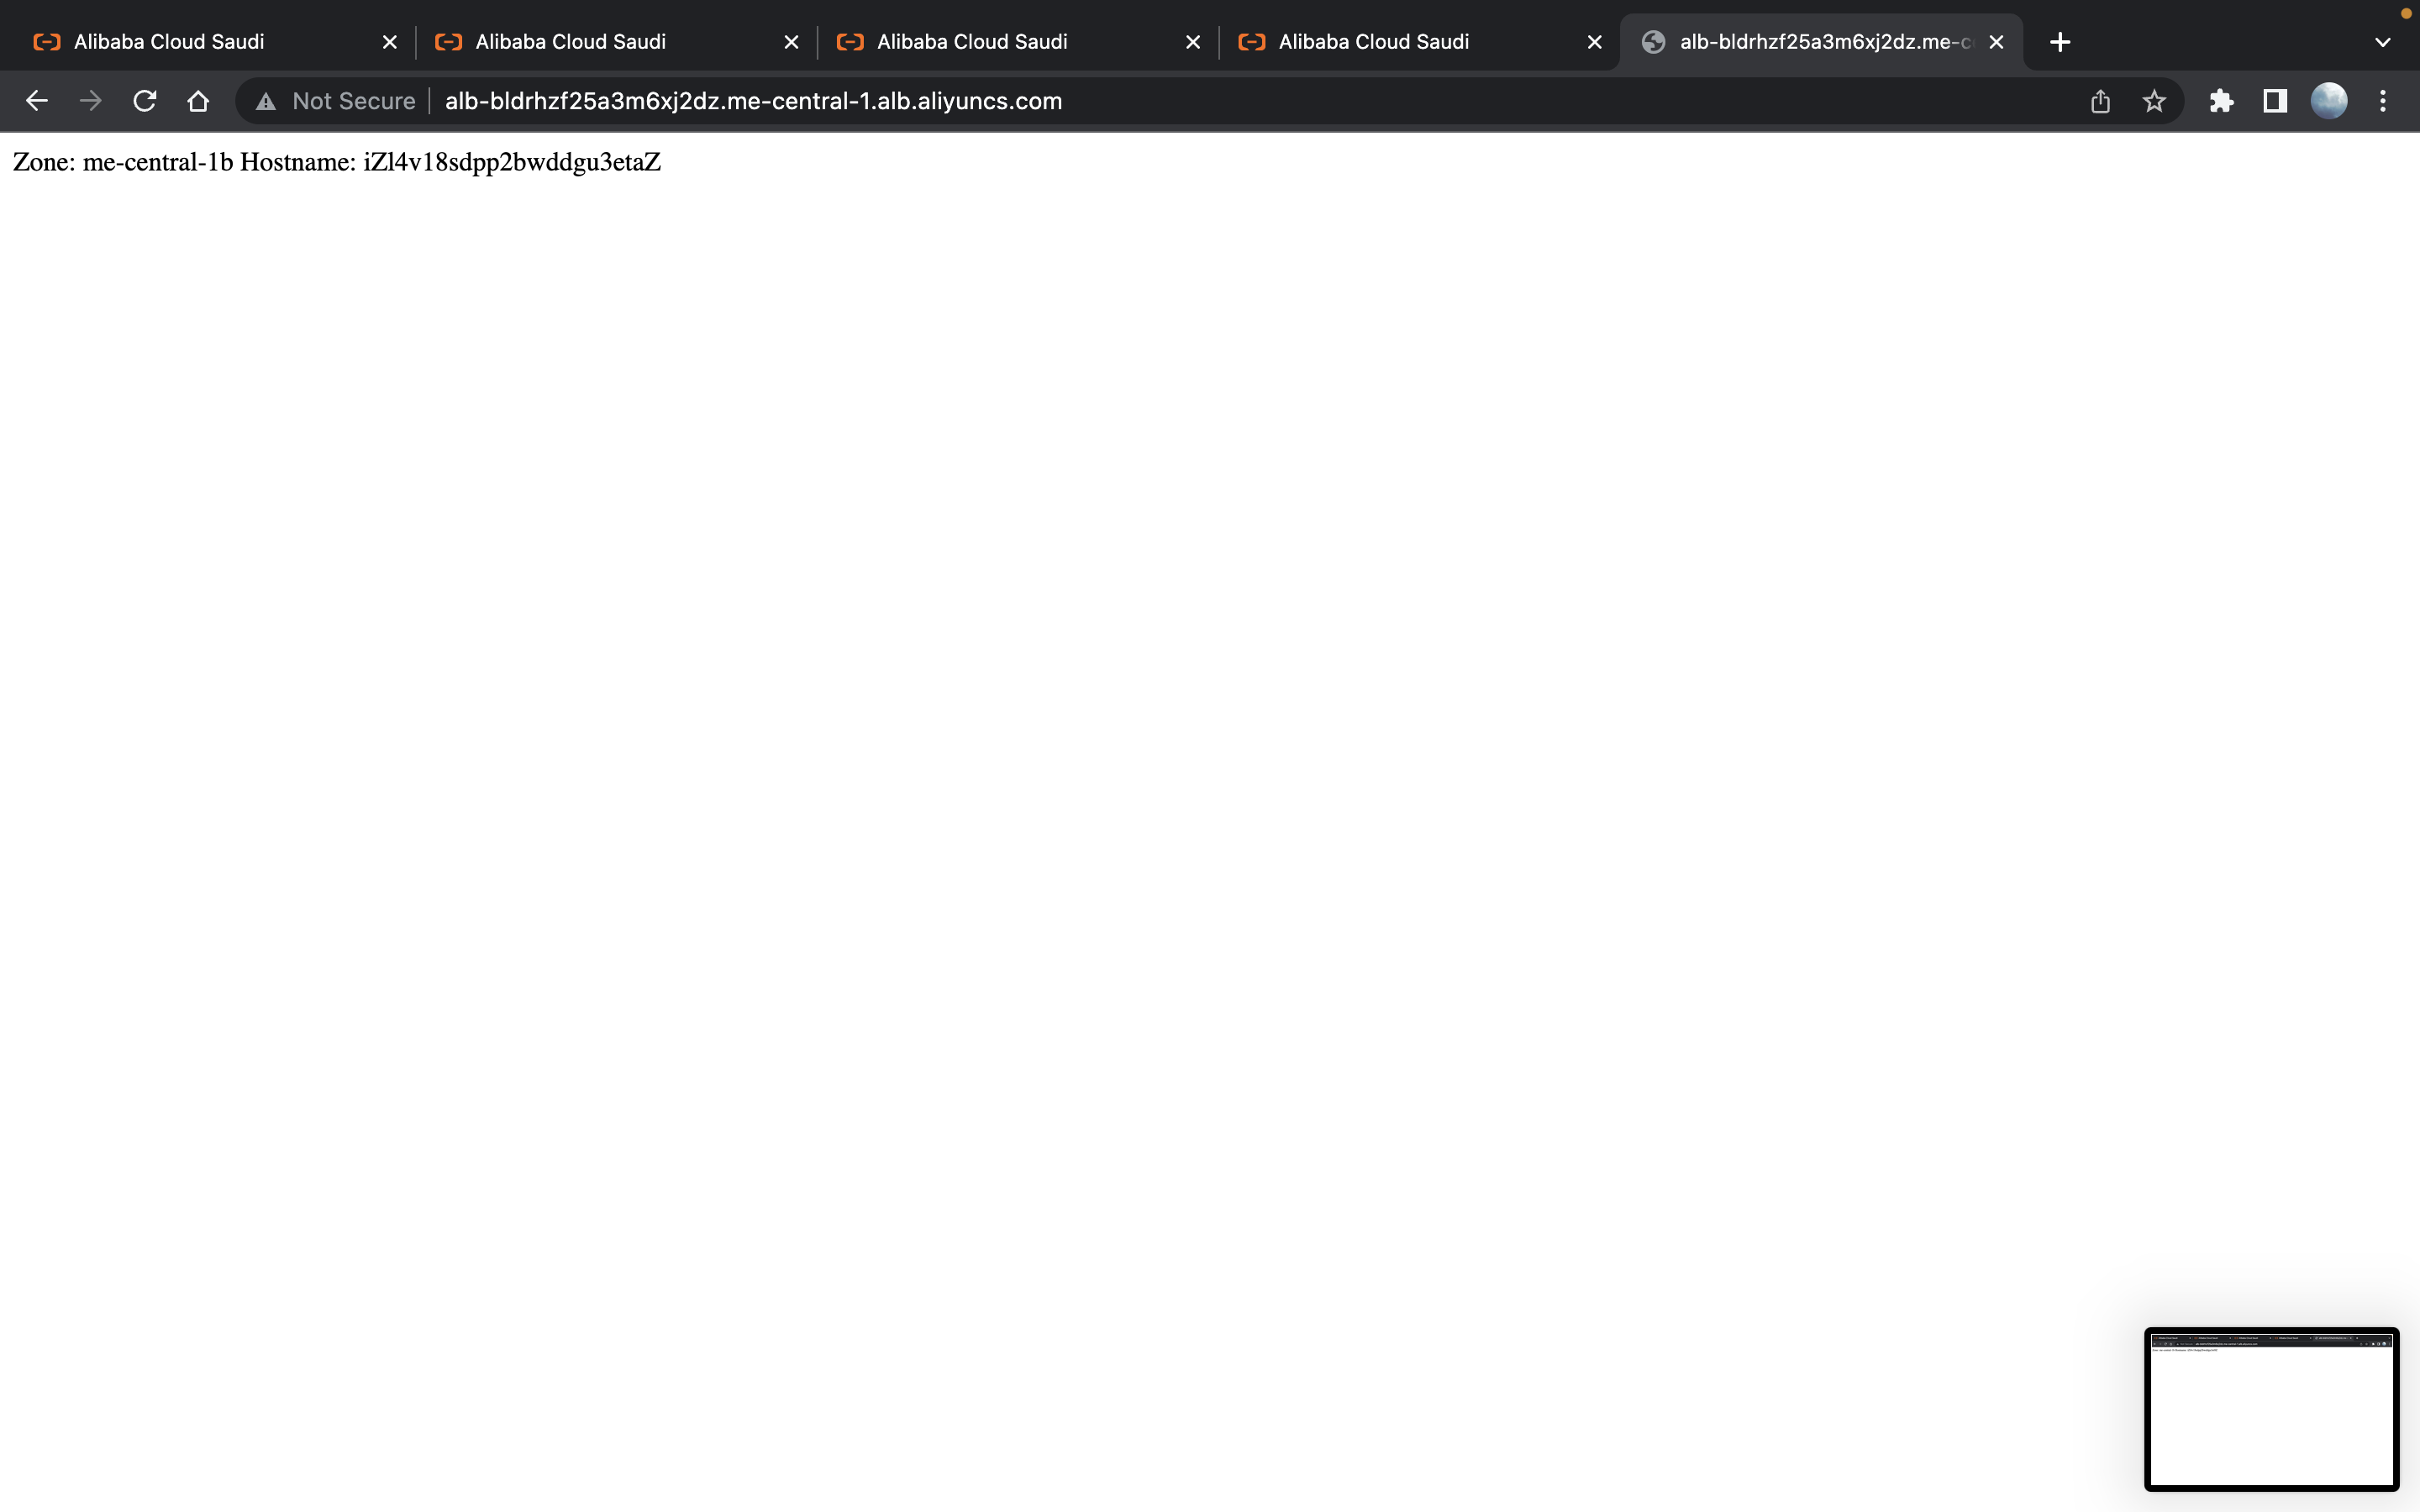 Alibaba Cloud Saudi
Alibaba Cloud Saudi
Alibaba Cloud Saudi
Alibaba Cloud Saudi
alb-bldrhzf25a3m6xj2dz.me-c
Not Secure
alb-bldrhzf25a3m6xj2dz.me-central-1.alb.aliyuncs.com
Zone: me-central-1b Hostname: iZl4v18sdpp2bwddgu3etaZ